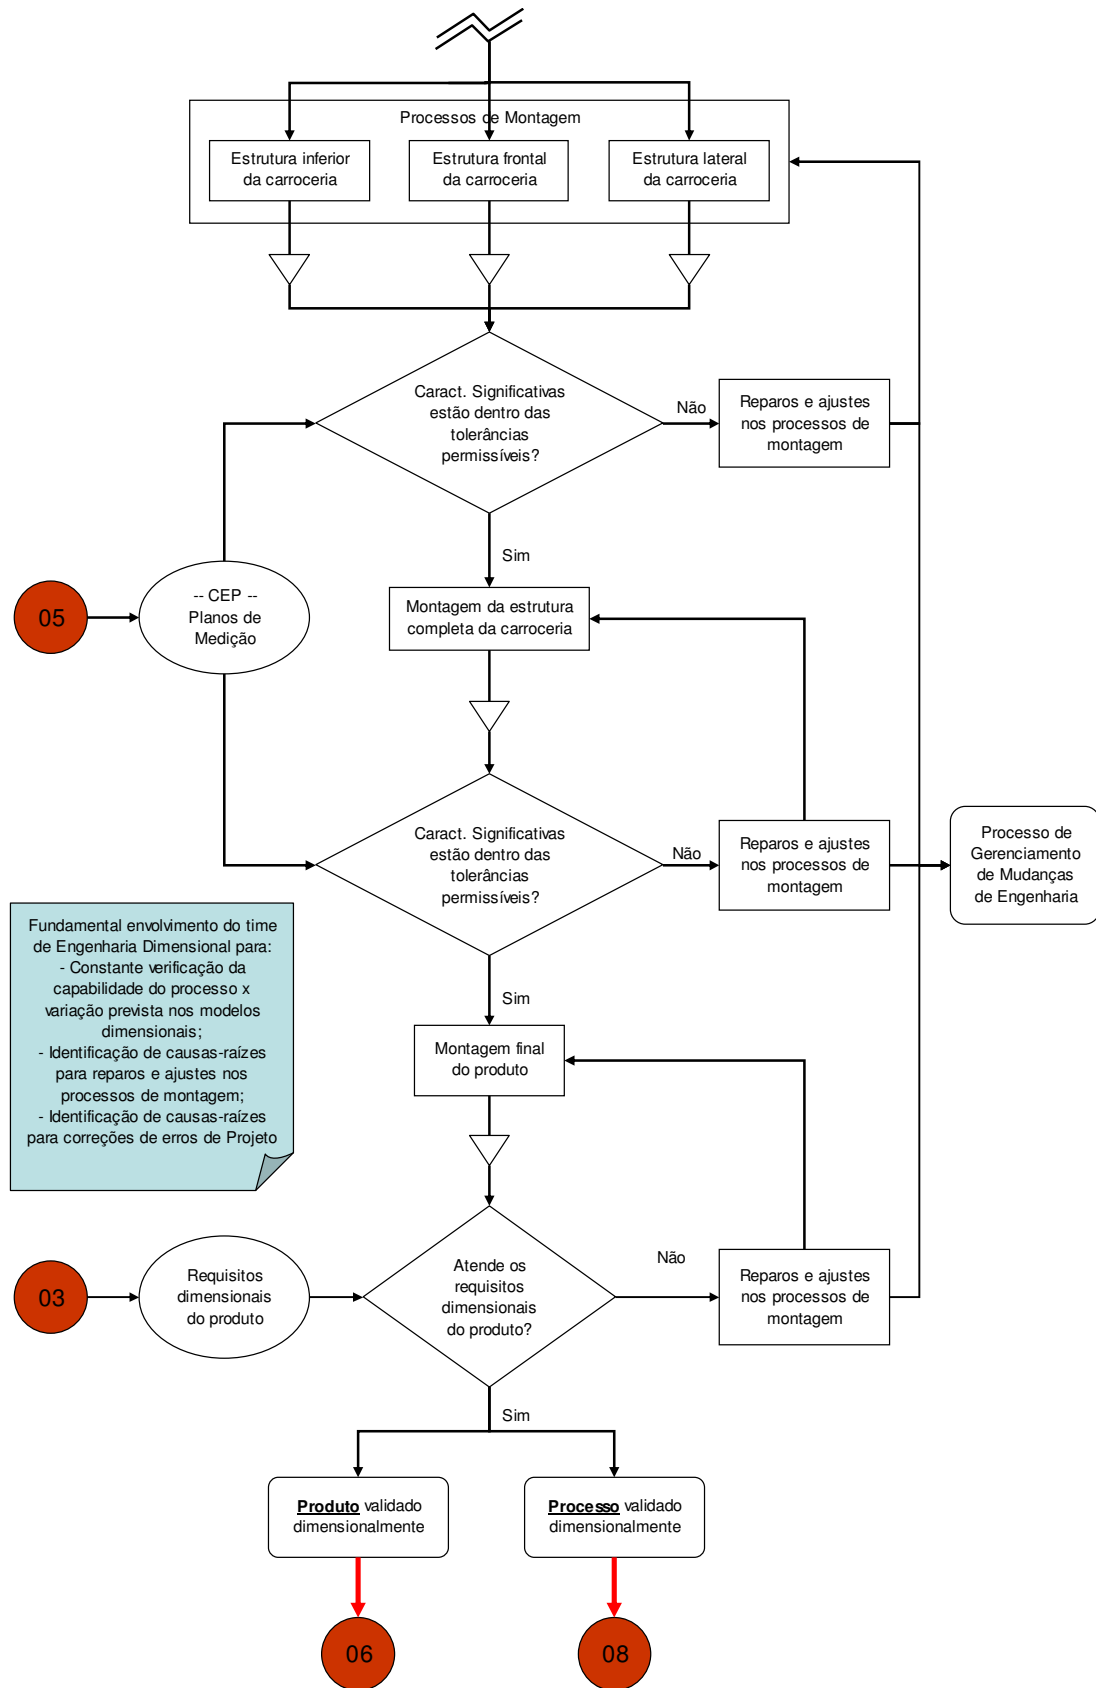 Processos de Montagem
Estrutura inferior
da carroceria
Estrutura frontal
da carroceria
Estrutura lateral
da carroceria
Caract. Significativas
estão dentro das
tolerâncias
permissíveis?
Não
Reparos e ajustes
nos processos de
montagem
Sim
05
-- CEP --
Planos de
Medição
Montagem da estrutura
completa da carroceria
Caract. Significativas
estão dentro das
tolerâncias
permissíveis?
Não
Reparos e ajustes
nos processos de
montagem
Processo de
Gerenciamento
de Mudanças
de Engenharia
Fundamental envolvimento do time
de Engenharia Dimensional para:
- Constante verificação da
capabilidade do processo x
variação prevista nos modelos
dimensionais;
- Identificação de causas-raízes
para reparos e ajustes nos
processos de montagem;
- Identificação de causas-raízes
para correções de erros de Projeto
Sim
Montagem final
do produto
03
Requisitos
dimensionais
do produto
Atende os
requisitos
dimensionais
do produto?
Não
Reparos e ajustes
nos processos de
montagem
Sim
Produto validado
dimensionalmente
Processo validado
dimensionalmente
06
08